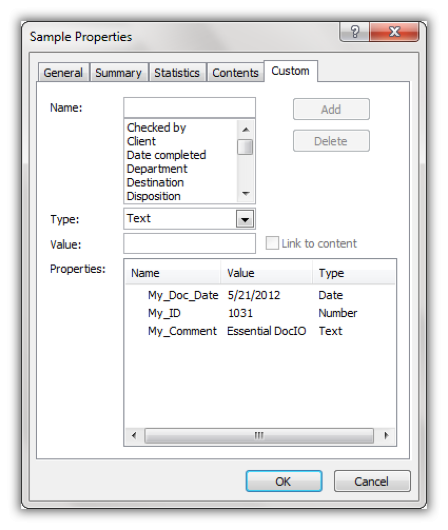 Sample Properties
General Summary Statistics Contents Custom
Name:
Add
Checked by
Client
Date completed
Department
Destination
Disposition
Delete
Type: Text
Value: Link to content
Properties: Name Value Type
My_Doc_Date 5/21/2012 Date
My_ID 1031 Number
My_Comment Essential DocIO Text
OK Cancel